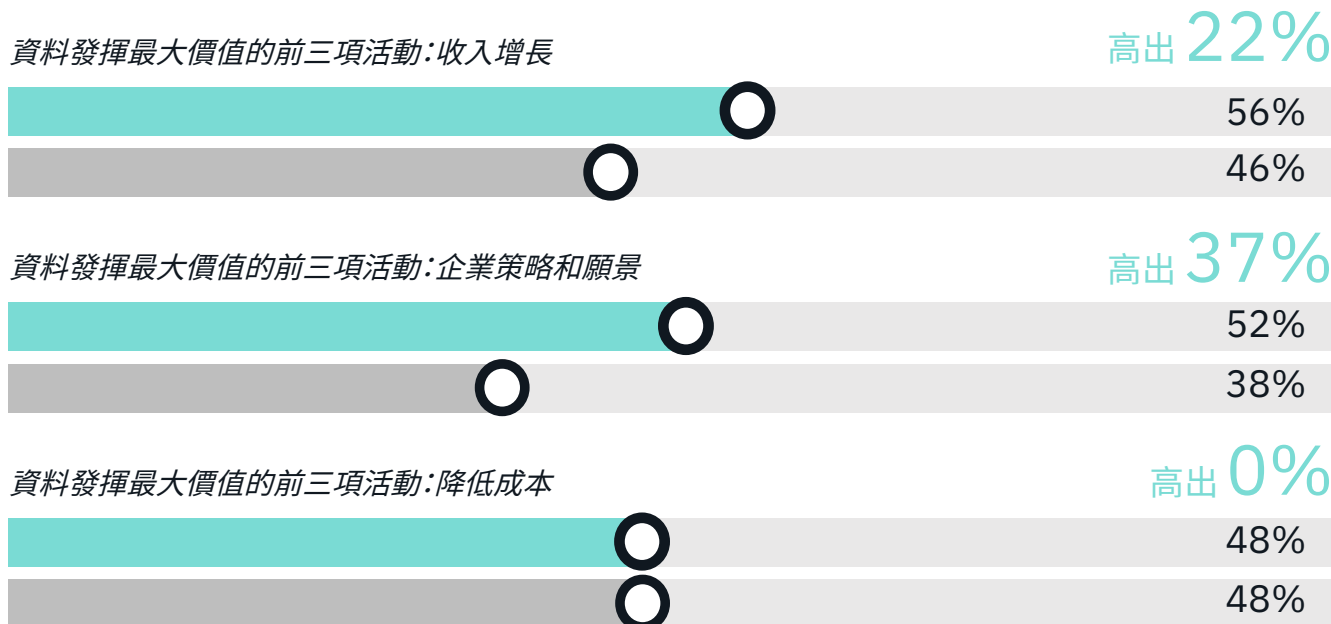 資料發揮最大價值的前三項活動：收入增長
高出 22%
56%
46%
資料發揮最大價值的前三項活動：企業策略和願景
高出 37%
52%
38%
資料發揮最大價值的前三項活動：降低成本
高出 0%
48%
48%